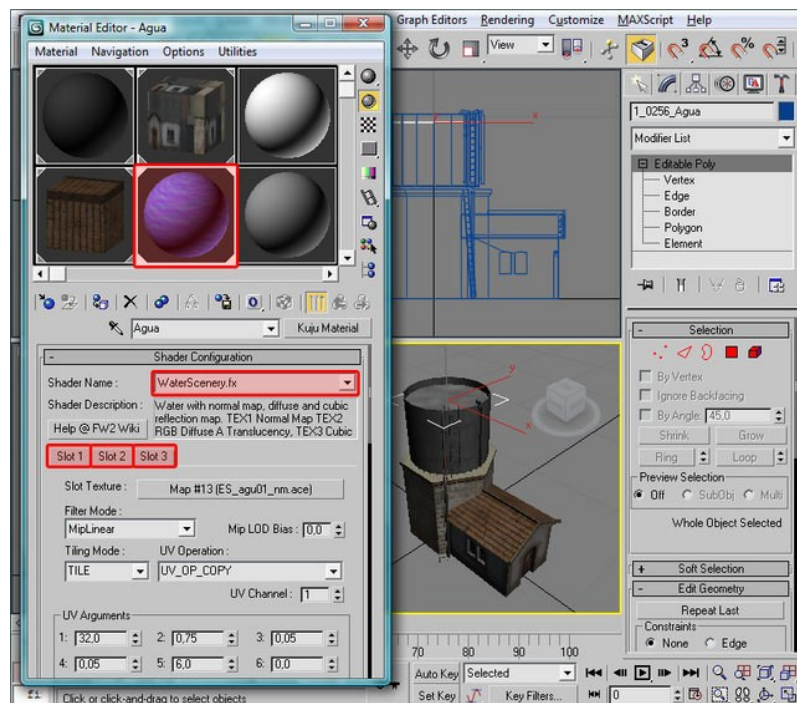 Material Editor - Agua
Graph Editors Rendering Customize MAXScript Help
Material Navigation Options Utilities
View
1_0256_Agua
Modifier List
Editable Poly
Vertex
Edge
Border
Polygon
Element
Agua
Kuju Material
- Shader Configuration
Shader Name : WaterScenery.fx
Shader Description : Water with normal map, diffuse and cubic
reflection map. TEX1 Normal Map TEX2
RGB Diffuse A Translucency, TEX3 Cubic
Help @ FW2 Wiki
Slot 1 Slot 2 Slot 3
Slot Texture : Map #13 (ES_agu01_nm.ace)
Filter Mode :
MipLinear Mip LOD Bias : 0,0
Tiling Mode : UV Operation :
TILE UV_OP_COPY
UV Channel : 1
UV Arguments
1: 32,0 2: 0,75 3: 0,05
4: 0,05 5: 6,0 6: 0,0
x
y
x
- Selection
By Vertex
Ignore Backfacing
By Angle: 45,0
Shrink Grow
Ring Loop
Preview Selection
Off SubObj Multi
Whole Object Selected
+ Soft Selection
- Edit Geometry
Repeat Last
Constraints
None Edge
70 80 90 100
Auto Key Selected
Set Key Key Filters... 0
Click or click-and-drag to select objects